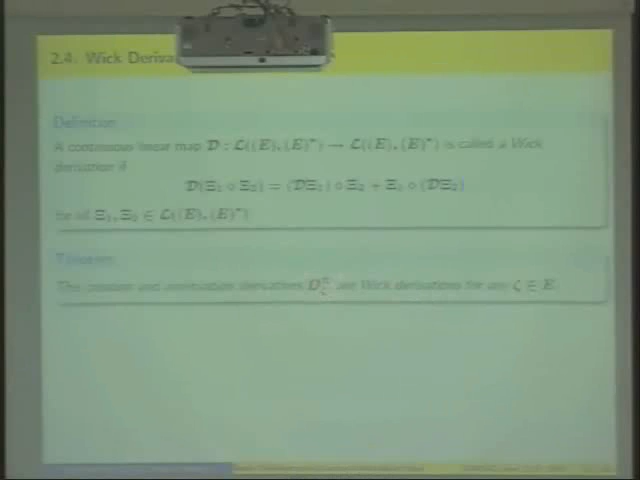 2.4. Wick Deriva
Definition
A continuous linear map 𝓓 : 𝓛((E), (E)*) → 𝓛((E), (E)*) is called a Wick
derivation if
𝓓(Ξ₁ ⋄ Ξ₂) = (𝓓Ξ₁) ⋄ Ξ₂ + Ξ₁ ⋄ (𝓓Ξ₂)
for all Ξ₁, Ξ₂ ∈ 𝓛((E), (E)*)
Theorem
The creation and annihilation derivatives D_ζ^± are Wick derivations for any ζ ∈ E